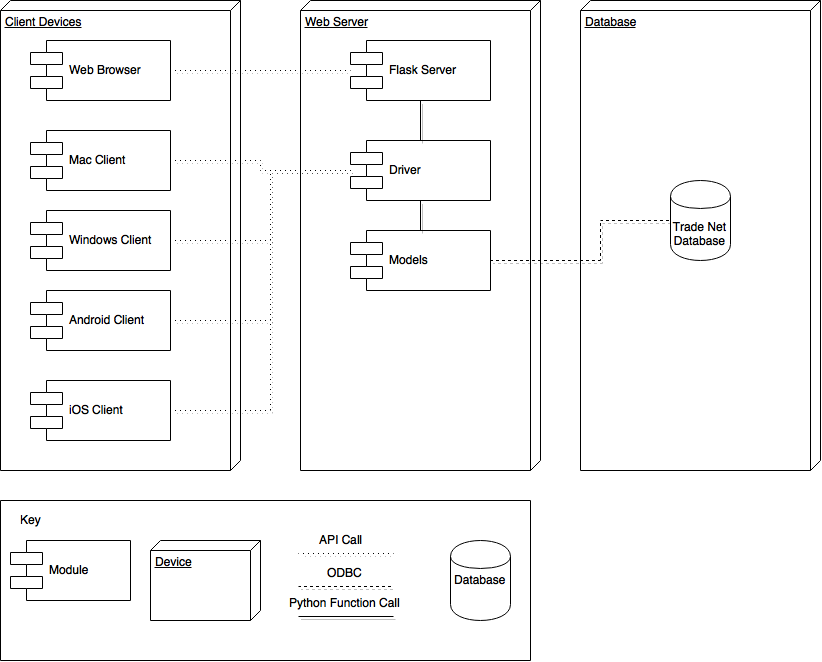 Client Devices
Web Server
Database
Web Browser
Flask Server
Mac Client
Driver
Windows Client
Trade Net
Database
Models
Android Client
iOS Client
Key
Module
Device
API Call
ODBC
Python Function Call
Database